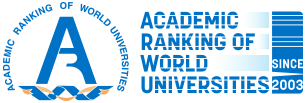 ACADEMIC RANKING OF WORLD UNIVERSITIES
ACADEMIC
RANKING OF
WORLD
UNIVERSITIES
SINCE
2003